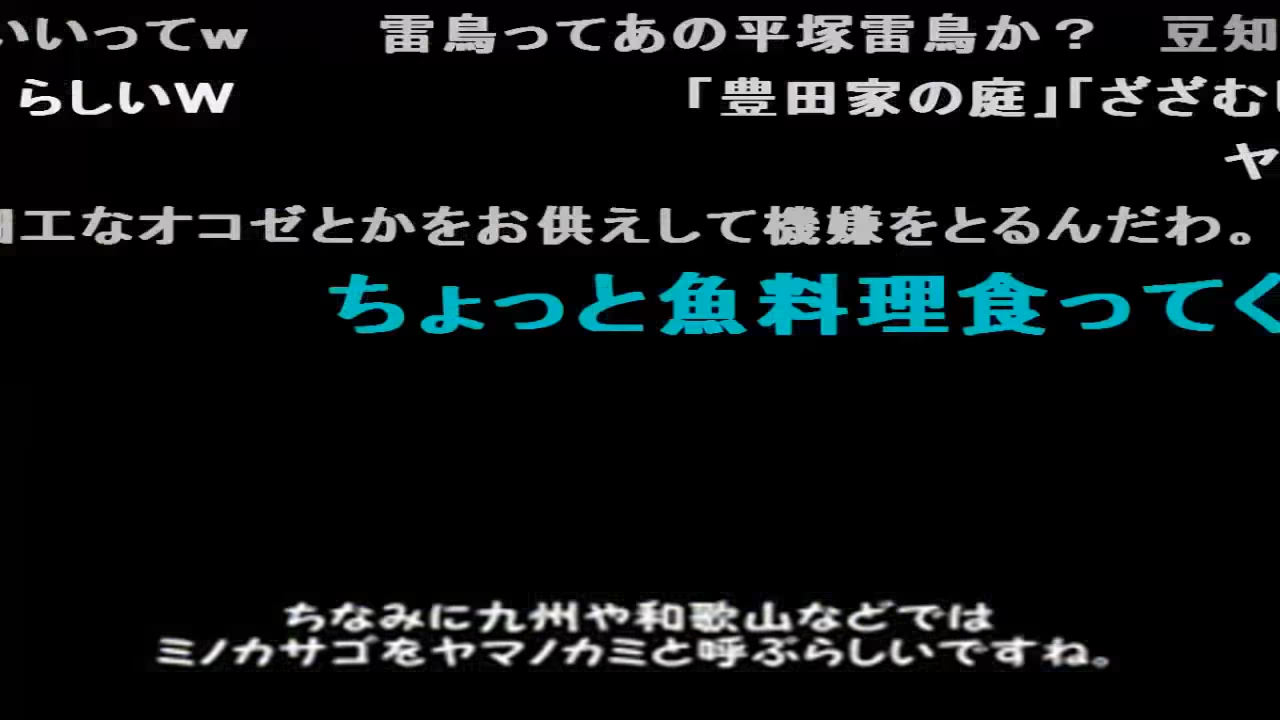 いいってw 雷鳥ってあの平塚雷鳥か？ 豆知
らしいW 「豊田家の庭」「ざざむ
ヤ
工なオコゼとかをお供えして機嫌をとるんだわ。
ちょっと魚料理食ってく
ちなみに九州や和歌山などでは
ミノカサゴをヤマノカミと呼ぶらしいですね。